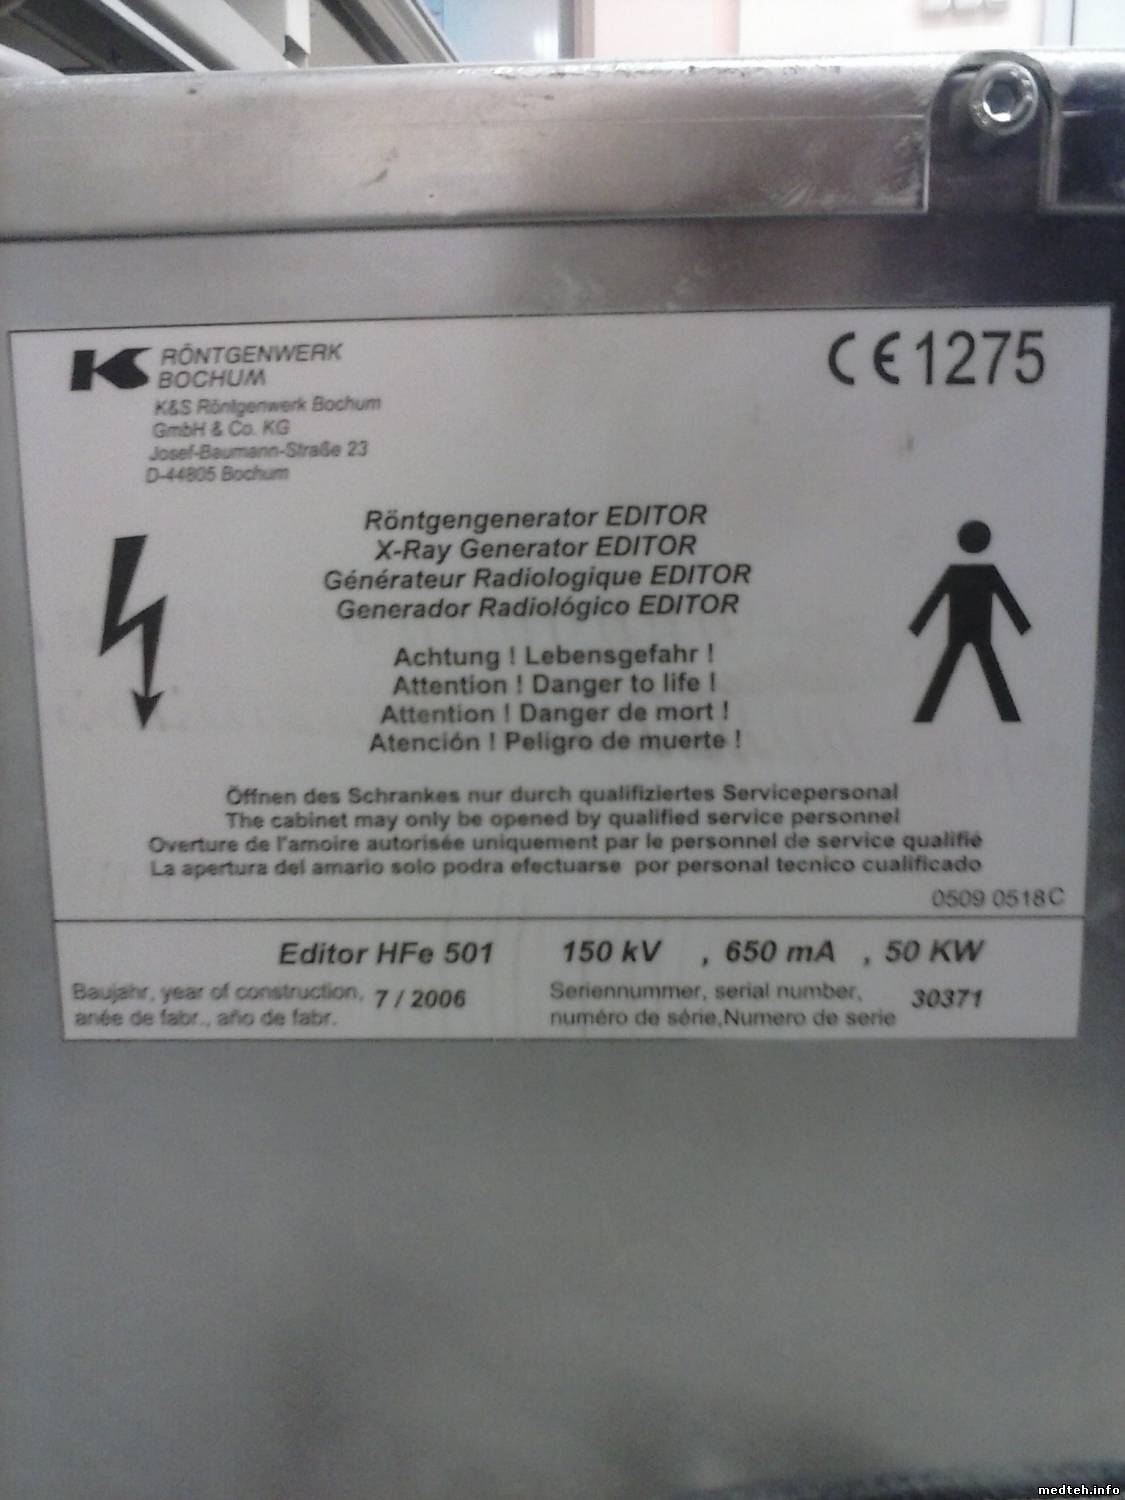 RÖNTGENWERK
BOCHUM
K&S Röntgenwerk Bochum
GmbH & Co. KG
Josef-Baumann-Straße 23
D-44805 Bochum
CE 1275
Röntgengenerator EDITOR
X-Ray Generator EDITOR
Générateur Radiologique EDITOR
Generador Radiológico EDITOR
Achtung ! Lebensgefahr !
Attention ! Danger to life !
Attention ! Danger de mort !
Atención ! Peligro de muerte !
Öffnen des Schrankes nur durch qualifiziertes Servicepersonal
The cabinet may only be opened by qualified service personnel
Overture de l'amoire autorisée uniquement par le personnel de service qualifié
La apertura del amario solo podra efectuarse por personal tecnico cualificado
0509 0518C
Editor HFe 501 150 kV , 650 mA , 50 KW
Baujahr, year of construction, 7 / 2006
anée de fabr., año de fabr.
Seriennummer, serial number, 30371
numéro de série,Numero de serie
medteh.info